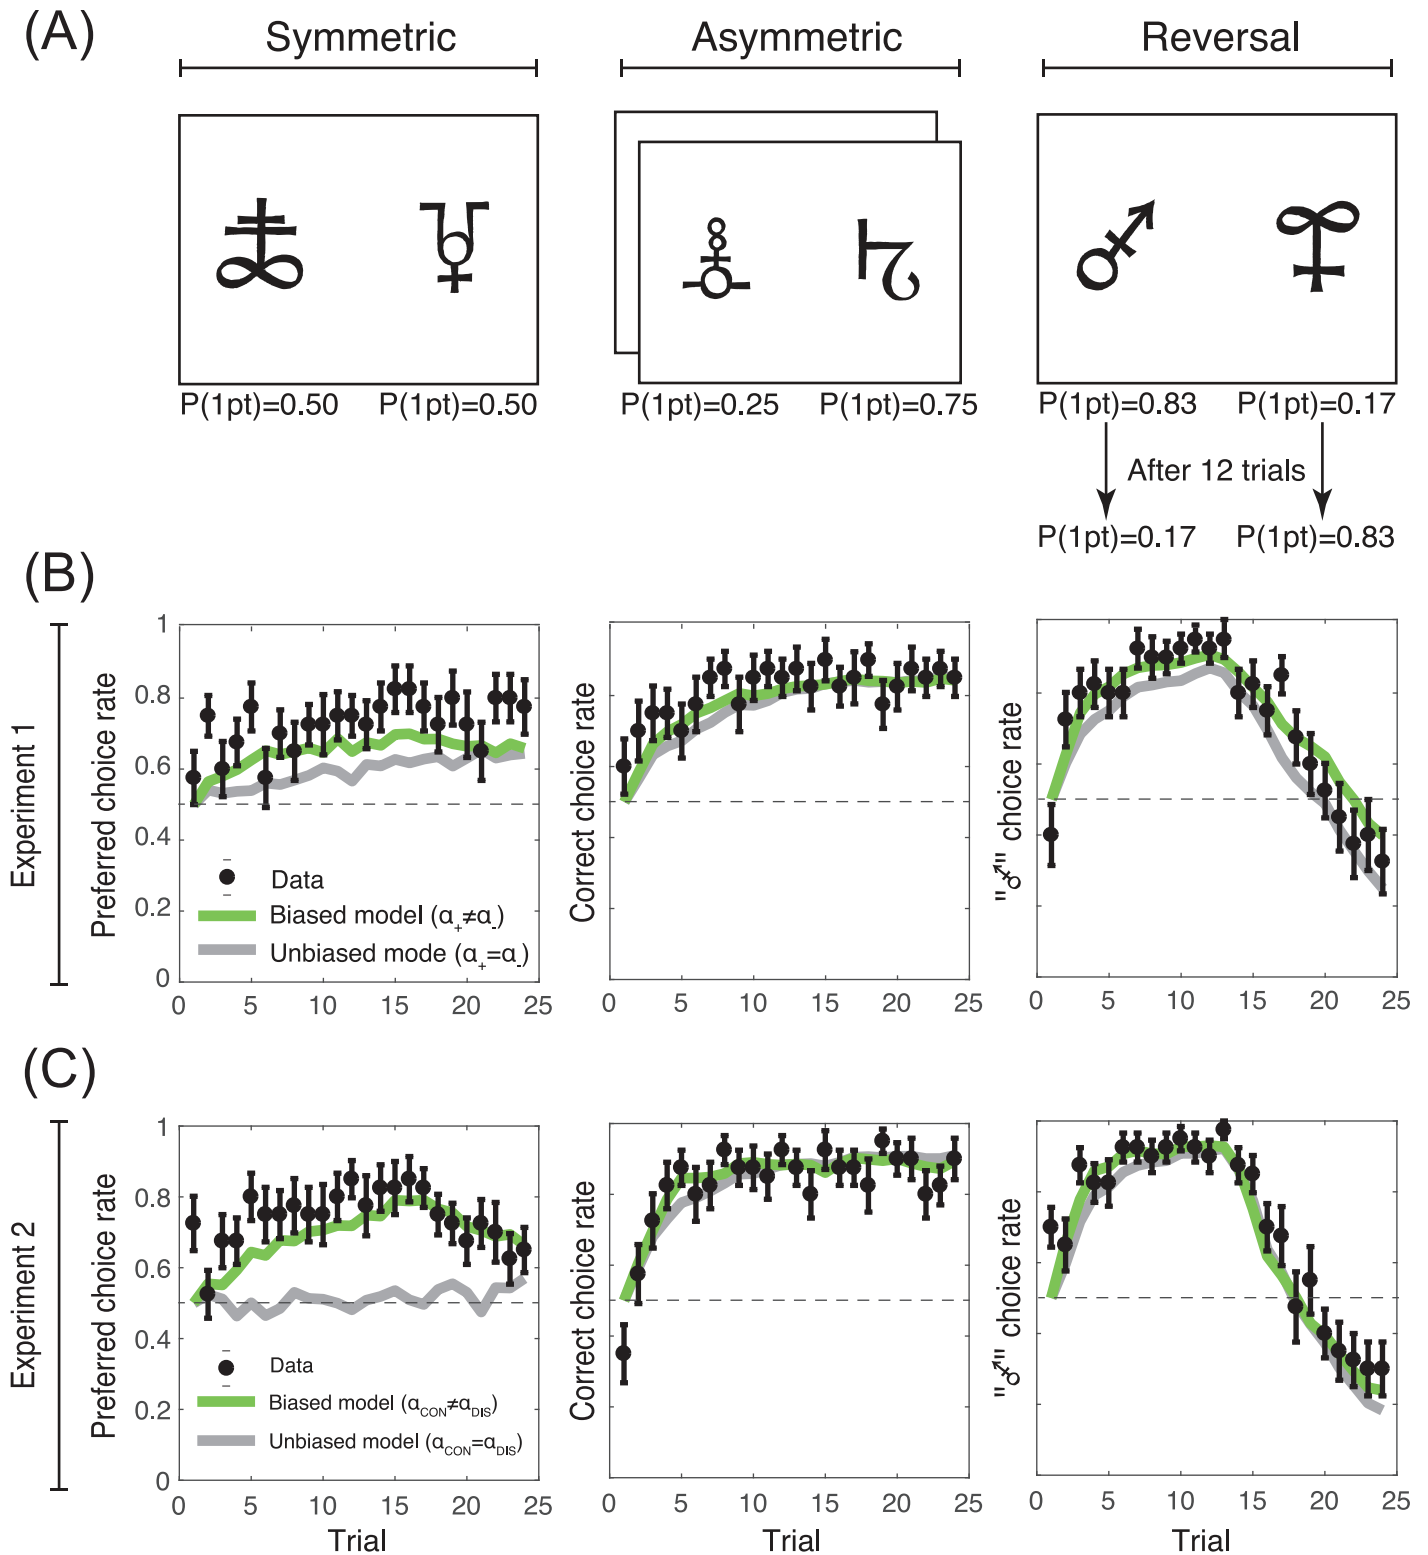 (A)
Symmetric
Asymmetric
Reversal
P(1pt)=0.50 P(1pt)=0.50
P(1pt)=0.25 P(1pt)=0.75
P(1pt)=0.83 P(1pt)=0.17
After 12 trials
P(1pt)=0.17 P(1pt)=0.83
(B)
Experiment 1
Preferred choice rate
1
0.8
0.6
0.4
0.2
0
Data
Biased model (α₊≠α₋)
Unbiased mode (α₊=α₋)
0 5 10 15 20 25
Correct choice rate
0 5 10 15 20 25
"⚦" choice rate
0 5 10 15 20 25
(C)
Experiment 2
Preferred choice rate
1
0.8
0.6
0.4
0.2
0
Data
Biased model (α_CON≠α_DIS)
Unbiased model (α_CON=α_DIS)
0 5 10 15 20 25
Trial
Correct choice rate
0 5 10 15 20 25
Trial
"⚦" choice rate
0 5 10 15 20 25
Trial